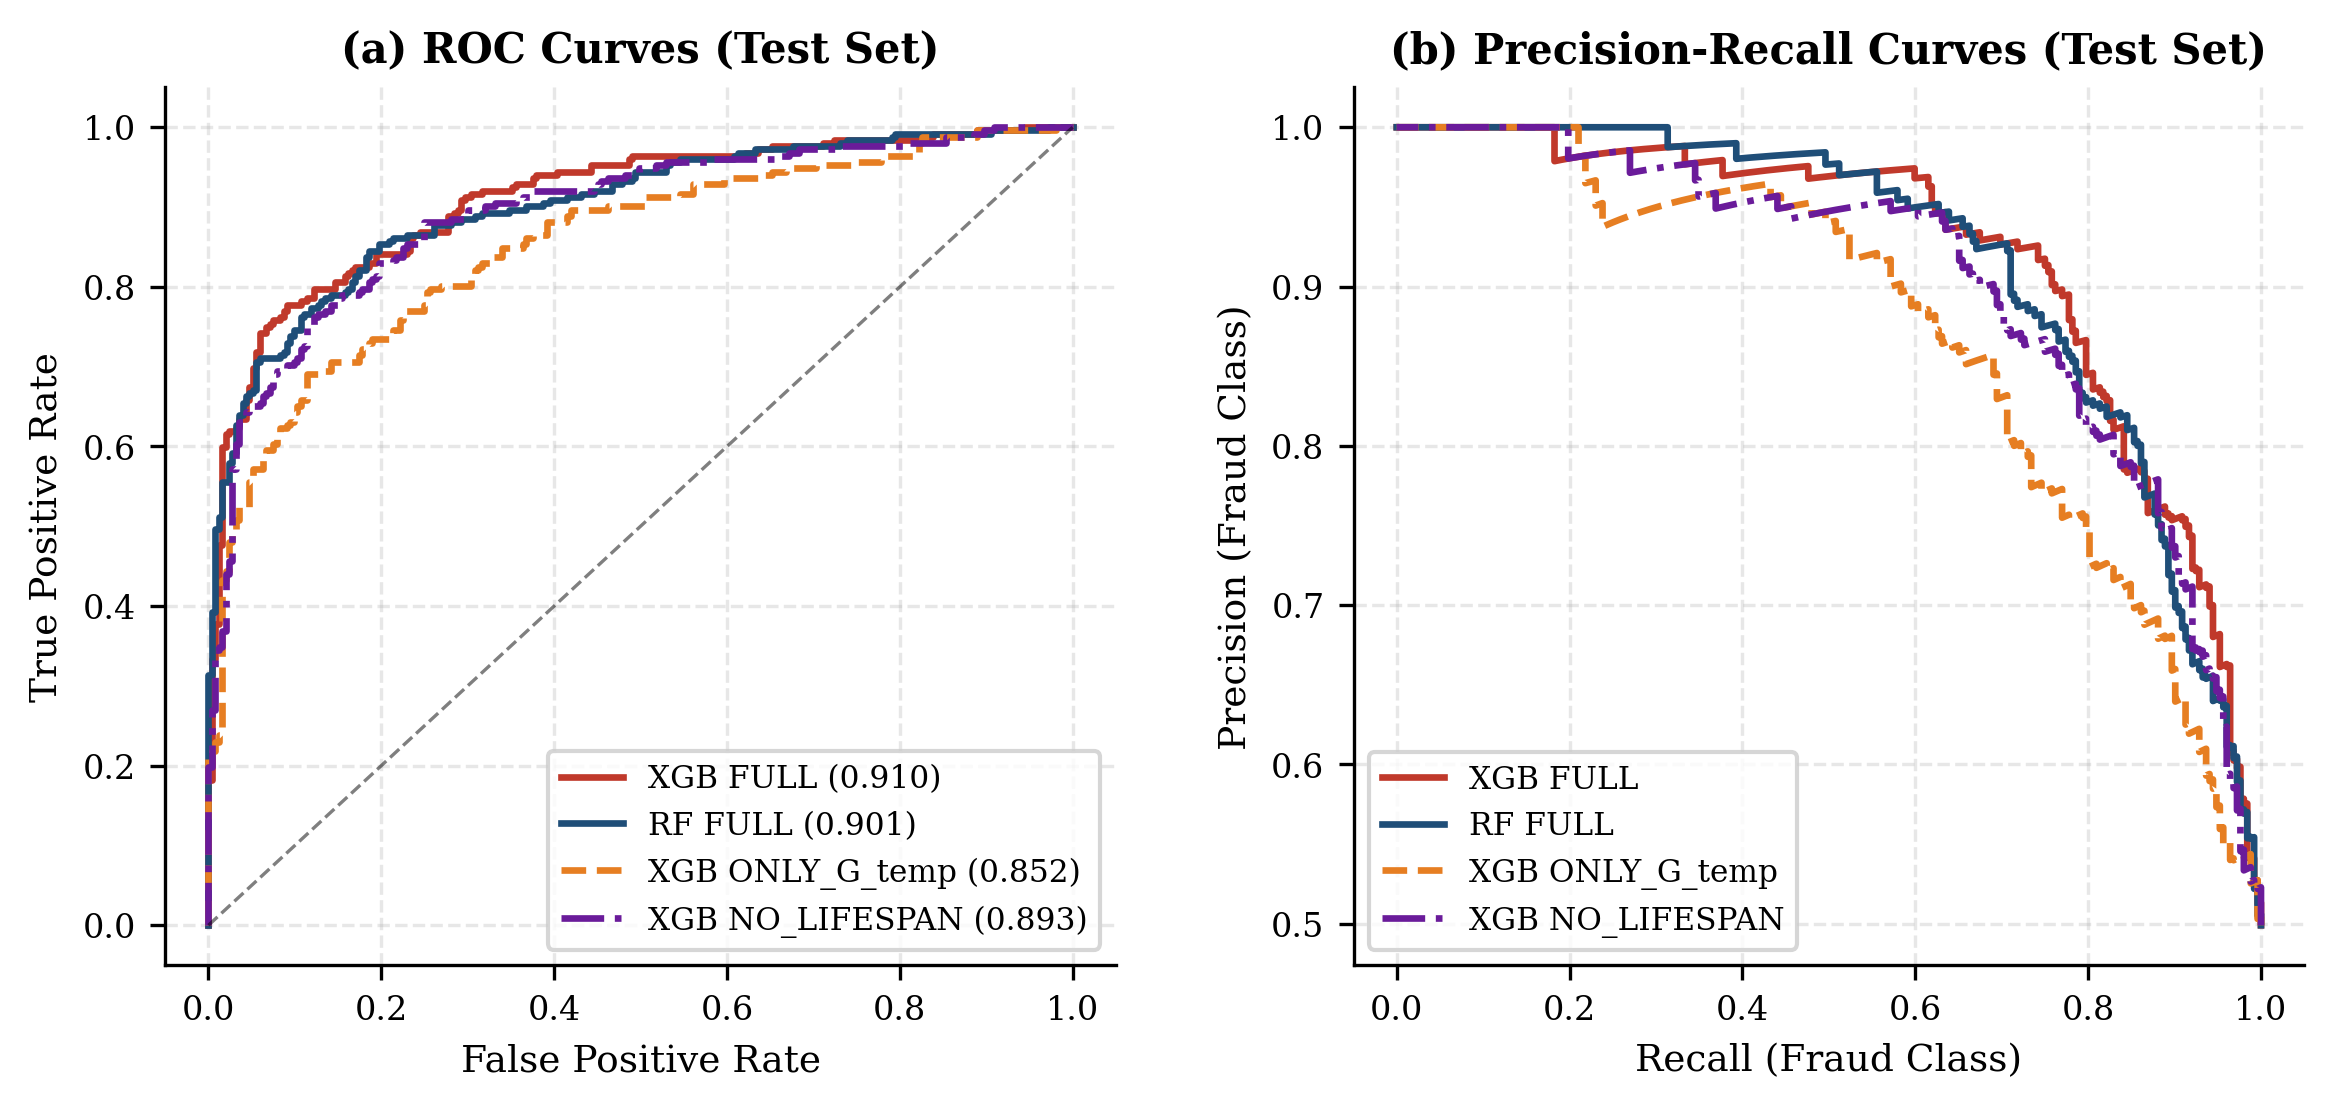 (a) ROC Curves (Test Set)
True Positive Rate
1.0
0.8
0.6
0.4
0.2
0.0
XGB FULL (0.910)
RF FULL (0.901)
XGB ONLY_G_temp (0.852)
XGB NO_LIFESPAN (0.893)
0.0 0.2 0.4 0.6 0.8 1.0
False Positive Rate
(b) Precision-Recall Curves (Test Set)
Precision (Fraud Class)
1.0
0.9
0.8
0.7
0.6
0.5
XGB FULL
RF FULL
XGB ONLY_G_temp
XGB NO_LIFESPAN
0.0 0.2 0.4 0.6 0.8 1.0
Recall (Fraud Class)